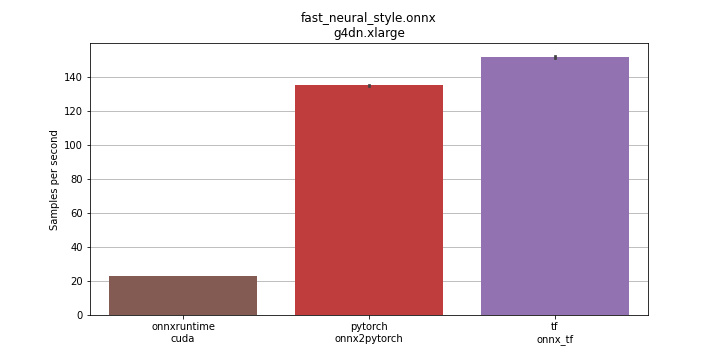 fast_neural_style.onnx
g4dn.xlarge
Samples per second
140
120
100
80
60
40
20
0
onnxruntime
cuda
pytorch
onnx2pytorch
tf
onnx_tf